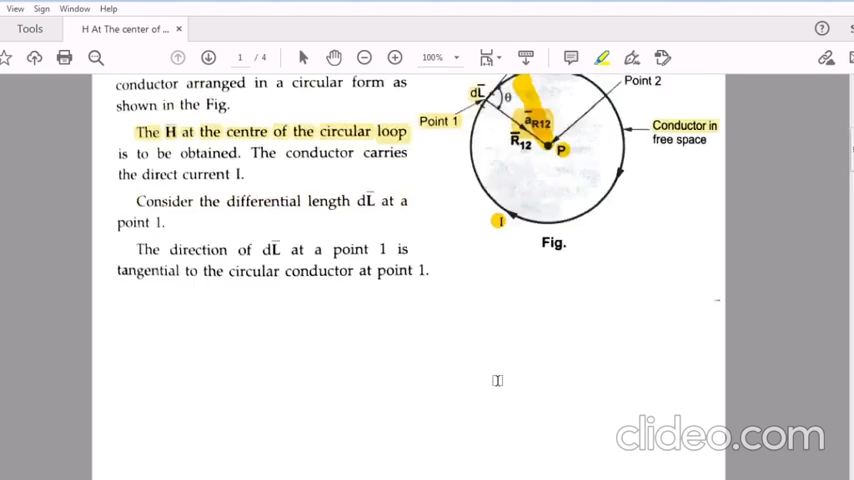 View Sign Window Help
Tools H At The center of ... ×
1 / 4 100%
conductor arranged in a circular form as
shown in the Fig.
The H̅ at the centre of the circular loop
is to be obtained. The conductor carries
the direct current I.
Consider the differential length dL̅ at a
point 1.
The direction of dL̅ at a point 1 is
tangential to the circular conductor at point 1.
Point 2
dL̅
θ
Point 1
a̅R12
R̅12
P
Conductor in
free space
I
Fig.
clideo.com